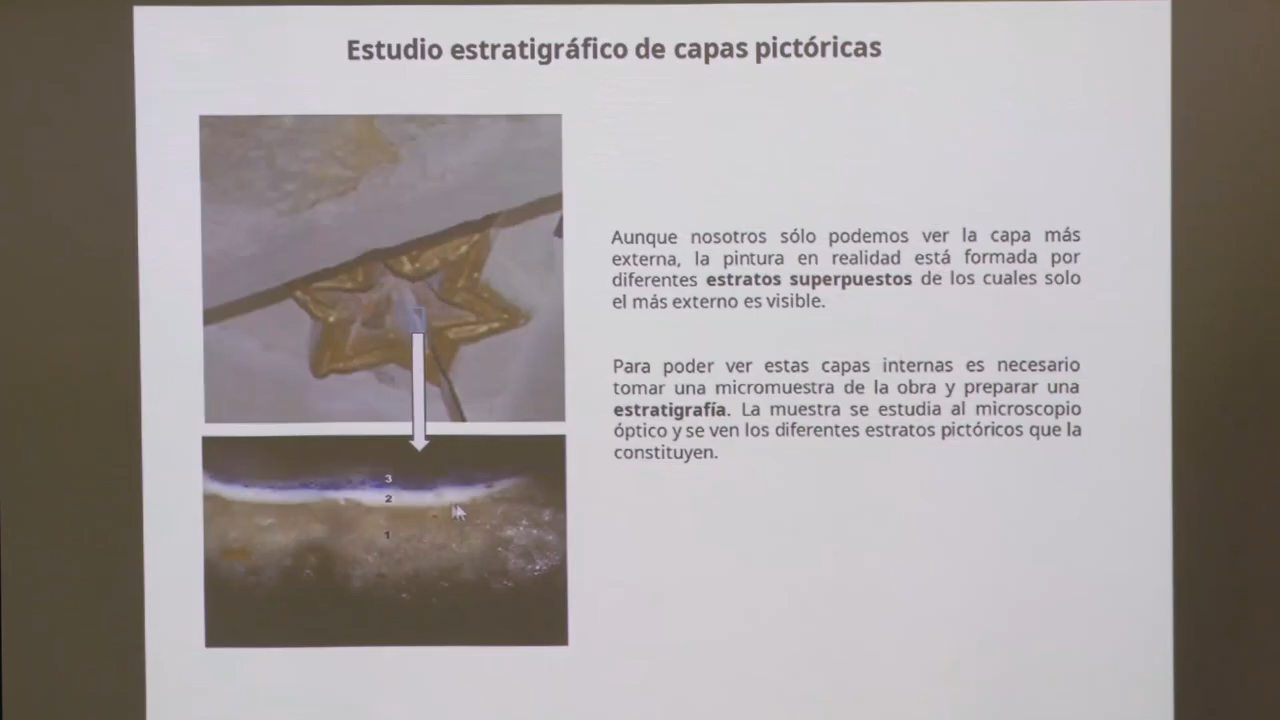 Estudio estratigráfico de capas pictóricas
Aunque nosotros sólo podemos ver la capa más
externa, la pintura en realidad está formada por
diferentes estratos superpuestos de los cuales solo
el más externo es visible.
Para poder ver estas capas internas es necesario
tomar una micromuestra de la obra y preparar una
estratigrafía. La muestra se estudia al microscopio
óptico y se ven los diferentes estratos pictóricos que la
constituyen.
3
2
1